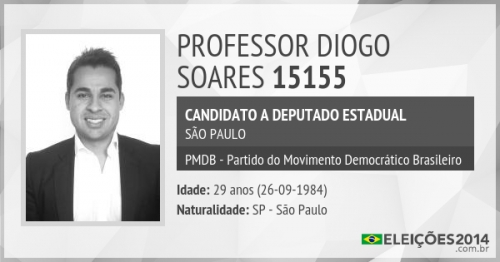 PROFESSOR DIOGO
SOARES 15155
CANDIDATO A DEPUTADO ESTADUAL
SÃO PAULO
PMDB - Partido do Movimento Democrático Brasileiro
Idade: 29 anos (26-09-1984)
Naturalidade: SP - São Paulo
ELEIÇÕES2014
.com.br